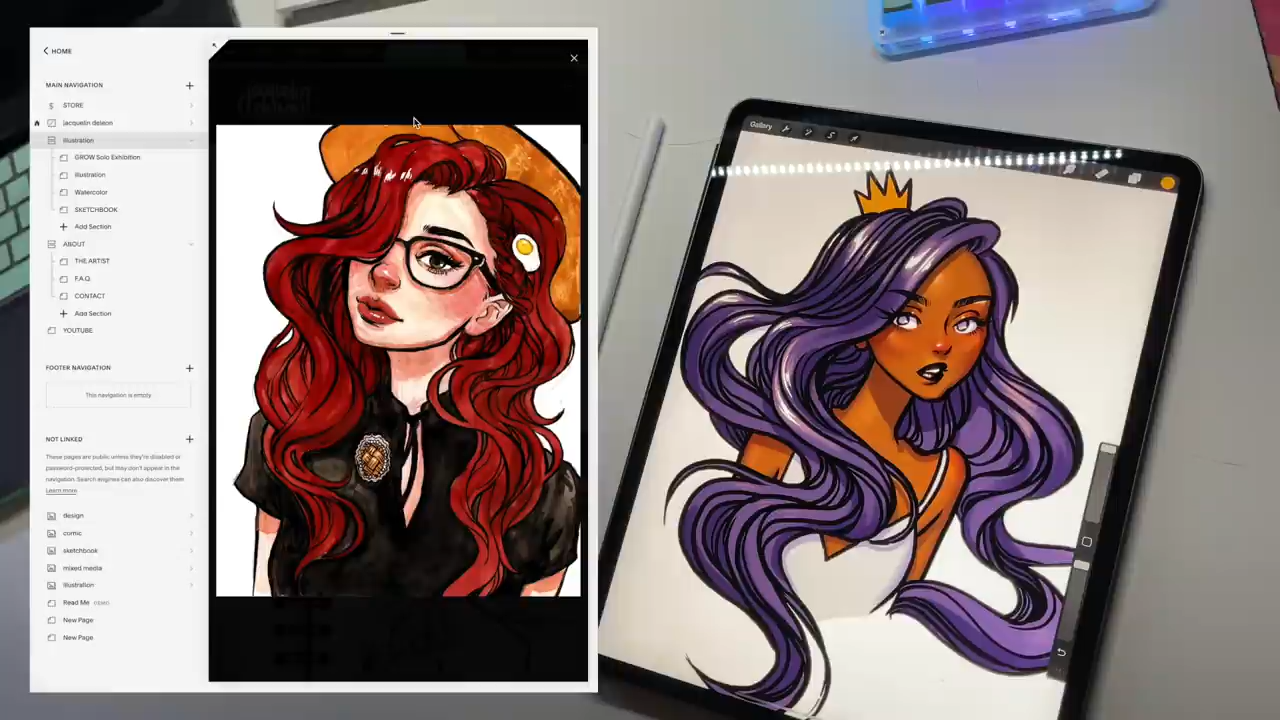 HOME
MAIN NAVIGATION
STORE
jacquelin deleon
Illustration
GROW Solo Exhibition
Illustration
Watercolor
SKETCHBOOK
Add Section
ABOUT
THE ARTIST
F.A.Q.
CONTACT
Add Section
YOUTUBE
FOOTER NAVIGATION
This navigation is empty
NOT LINKED
These pages are public unless they're disabled or
password-protected, but may don't appear in the
navigation. Search engines can also discover them
Learn more
design
comic
sketchbook
mixed media
Illustration
Read Me
New Page
New Page
Gallery